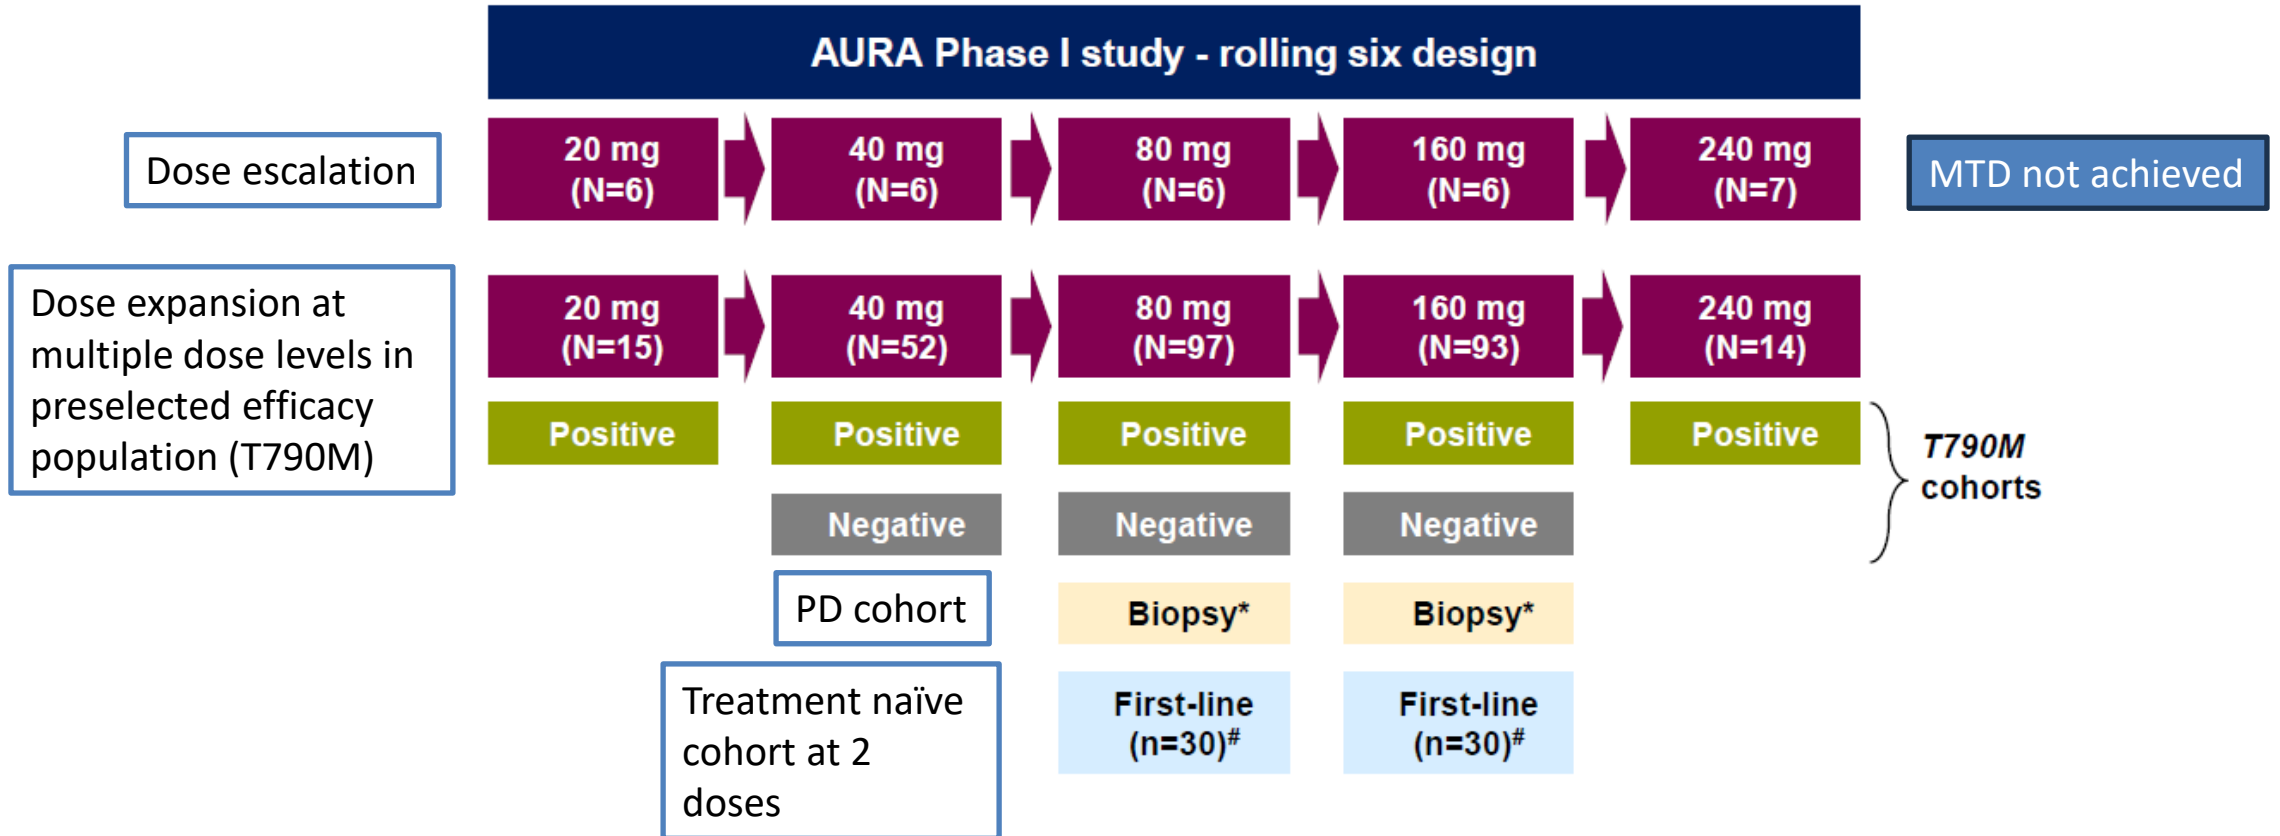 AURA Phase I study - rolling six design
Dose escalation
20 mg
(N=6)
40 mg
(N=6)
80 mg
(N=6)
160 mg
(N=6)
240 mg
(N=7)
MTD not achieved
Dose expansion at
multiple dose levels in
preselected efficacy
population (T790M)
20 mg
(N=15)
40 mg
(N=52)
80 mg
(N=97)
160 mg
(N=93)
240 mg
(N=14)
Positive
Positive
Positive
Positive
Positive
T790M
cohorts
Negative
Negative
Negative
PD cohort
Biopsy*
Biopsy*
Treatment naïve
cohort at 2
doses
First-line
(n=30)#
First-line
(n=30)#